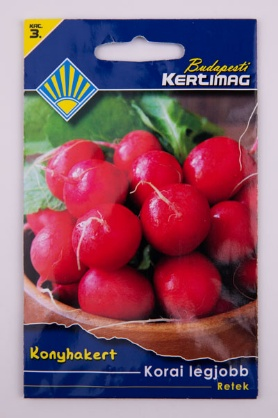 KAT.
3.
Budapesti
KERTIMAG
Konyhakert
Korai legjobb
Retek